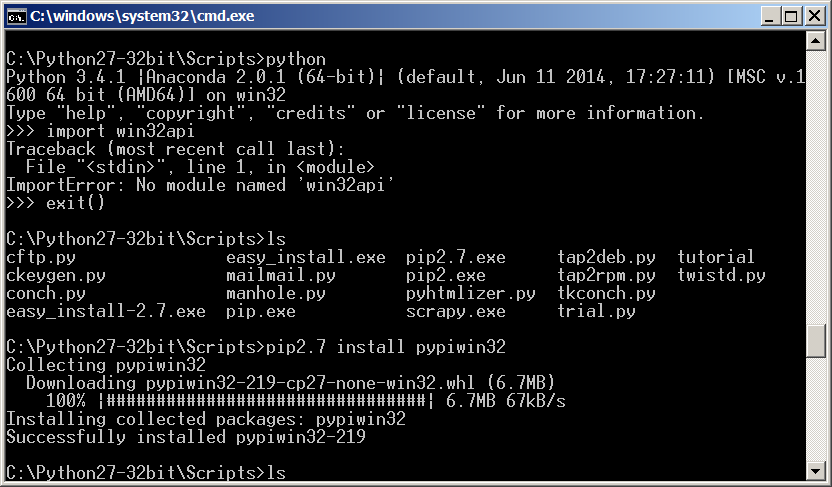 C:\windows\system32\cmd.exe
C:\Python27-32bit\Scripts>python
Python 3.4.1 |Anaconda 2.0.1 (64-bit)| (default, Jun 11 2014, 17:27:11) [MSC v.1
600 64 bit (AMD64)] on win32
Type "help", "copyright", "credits" or "license" for more information.
>>> import win32api
Traceback (most recent call last):
  File "<stdin>", line 1, in <module>
ImportError: No module named 'win32api'
>>> exit()
C:\Python27-32bit\Scripts>ls
cftp.py               easy_install.exe  pip2.7.exe     tap2deb.py  tutorial
ckeygen.py            mailmail.py       pip2.exe       tap2rpm.py  twistd.py
conch.py              manhole.py        pyhtmlizer.py  tkconch.py
easy_install-2.7.exe  pip.exe           scrapy.exe     trial.py
C:\Python27-32bit\Scripts>pip2.7 install pypiwin32
Collecting pypiwin32
  Downloading pypiwin32-219-cp27-none-win32.whl (6.7MB)
    100% |################################| 6.7MB 67kB/s
Installing collected packages: pypiwin32
Successfully installed pypiwin32-219
C:\Python27-32bit\Scripts>ls